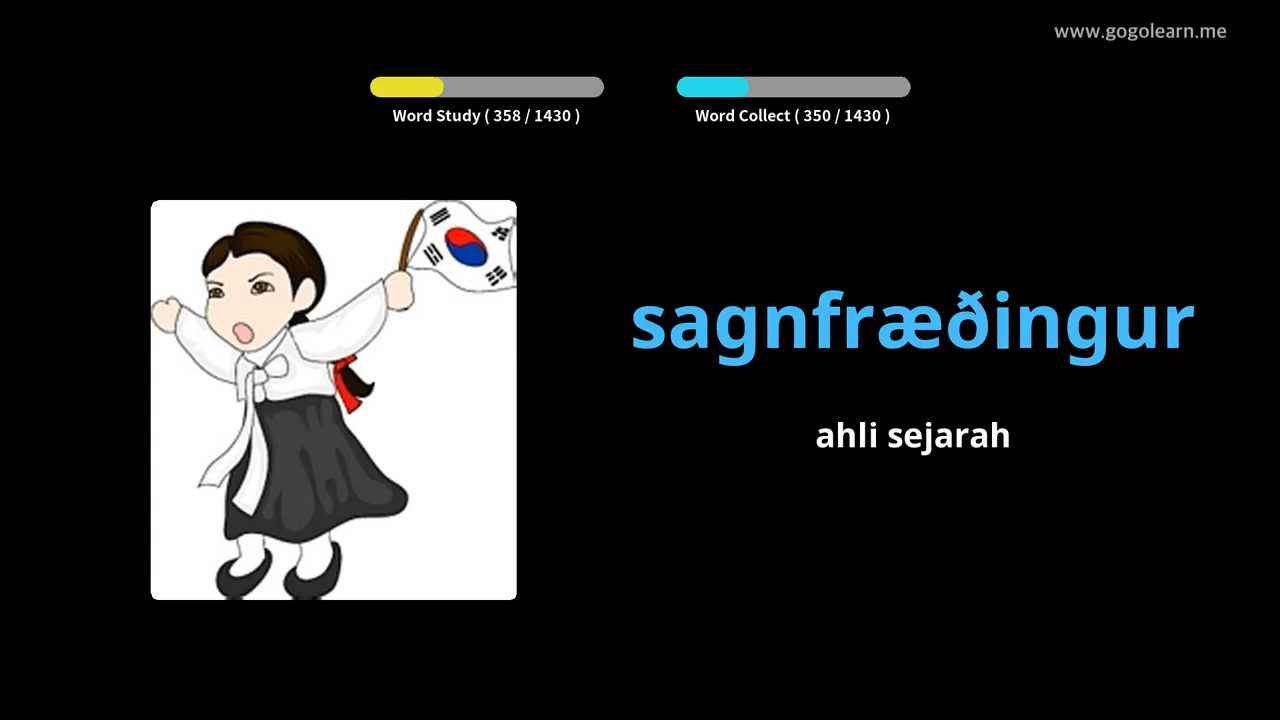 www.gogolearn.me
Word Study ( 358 / 1430 )
Word Collect ( 350 / 1430 )
sagnfræðingur
ahli sejarah